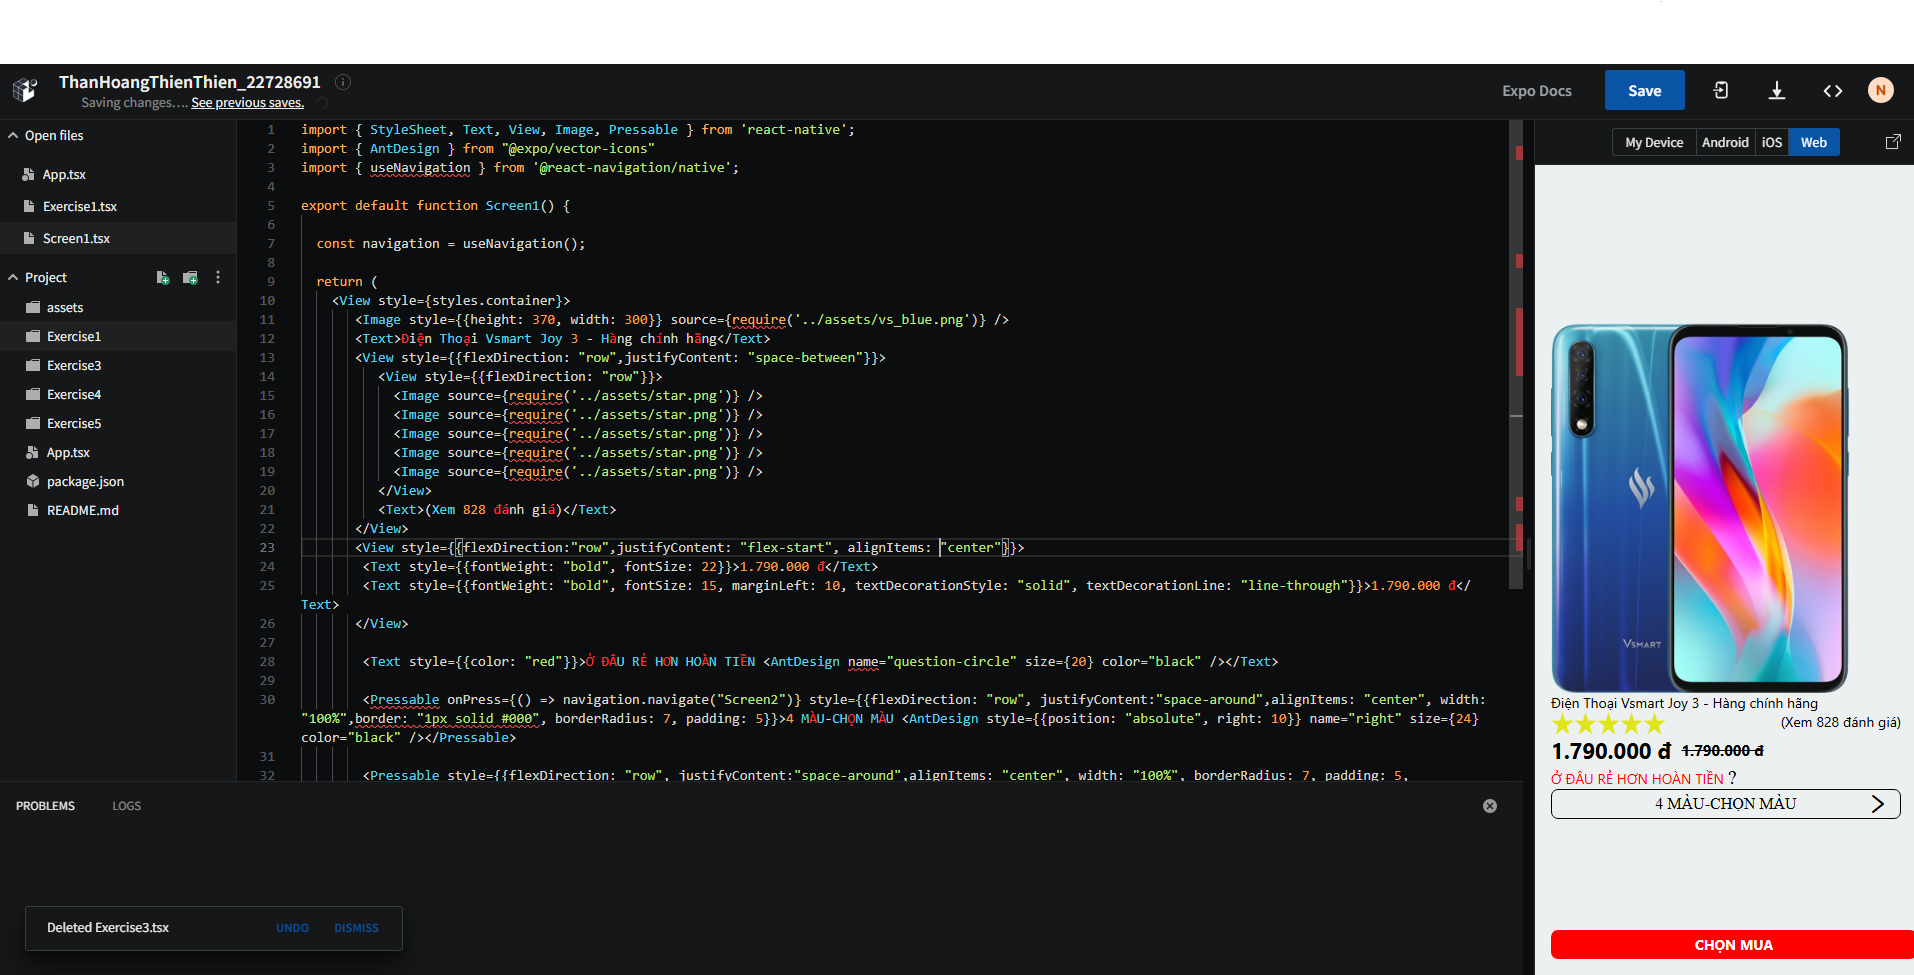 ThanHoangThienThien_22728691
Saving changes.... See previous saves.
Expo Docs
Save
N
Open files
App.tsx
Exercise1.tsx
Screen1.tsx
Project
assets
Exercise1
Exercise3
Exercise4
Exercise5
App.tsx
package.json
README.md
1 import { StyleSheet, Text, View, Image, Pressable } from 'react-native';
2 import { AntDesign } from "@expo/vector-icons"
3 import { useNavigation } from '@react-navigation/native';
4
5 export default function Screen1() {
6
7 const navigation = useNavigation();
8
9 return (
10 <View style={styles.container}>
11 <Image style={{height: 370, width: 300}} source={require('../assets/vs_blue.png')} />
12 <Text>Điện Thoại Vsmart Joy 3 - Hàng chính hãng</Text>
13 <View style={{flexDirection: "row",justifyContent: "space-between"}}>
14 <View style={{flexDirection: "row"}}>
15 <Image source={require('../assets/star.png')} />
16 <Image source={require('../assets/star.png')} />
17 <Image source={require('../assets/star.png')} />
18 <Image source={require('../assets/star.png')} />
19 <Image source={require('../assets/star.png')} />
20 </View>
21 <Text>(Xem 828 đánh giá)</Text>
22 </View>
23 <View style={{flexDirection:"row",justifyContent: "flex-start", alignItems: "center"}}>
24 <Text style={{fontWeight: "bold", fontSize: 22}}>1.790.000 đ</Text>
25 <Text style={{fontWeight: "bold", fontSize: 15, marginLeft: 10, textDecorationStyle: "solid", textDecorationLine: "line-through"}}>1.790.000 đ</
Text>
26 </View>
27
28 <Text style={{color: "red"}}>Ở ĐÂU RẺ HƠN HOÀN TIỀN <AntDesign name="question-circle" size={20} color="black" /></Text>
29
30 <Pressable onPress={() => navigation.navigate("Screen2")} style={{flexDirection: "row", justifyContent:"space-around",alignItems: "center", width:
"100%",border: "1px solid #000", borderRadius: 7, padding: 5}}>4 MÀU-CHỌN MÀU <AntDesign style={{position: "absolute", right: 10}} name="right" size={24}
color="black" /></Pressable>
31
32 <Pressable style={{flexDirection: "row", justifyContent:"space-around",alignItems: "center", width: "100%", borderRadius: 7, padding: 5,
PROBLEMS
LOGS
Deleted Exercise3.tsx
UNDO
DISMISS
My Device
Android
iOS
Web
VSMART
Điện Thoại Vsmart Joy 3 - Hàng chính hãng
(Xem 828 đánh giá)
1.790.000 đ 1.790.000 đ
Ở ĐÂU RẺ HƠN HOÀN TIỀN ?
4 MÀU-CHỌN MÀU
CHỌN MUA